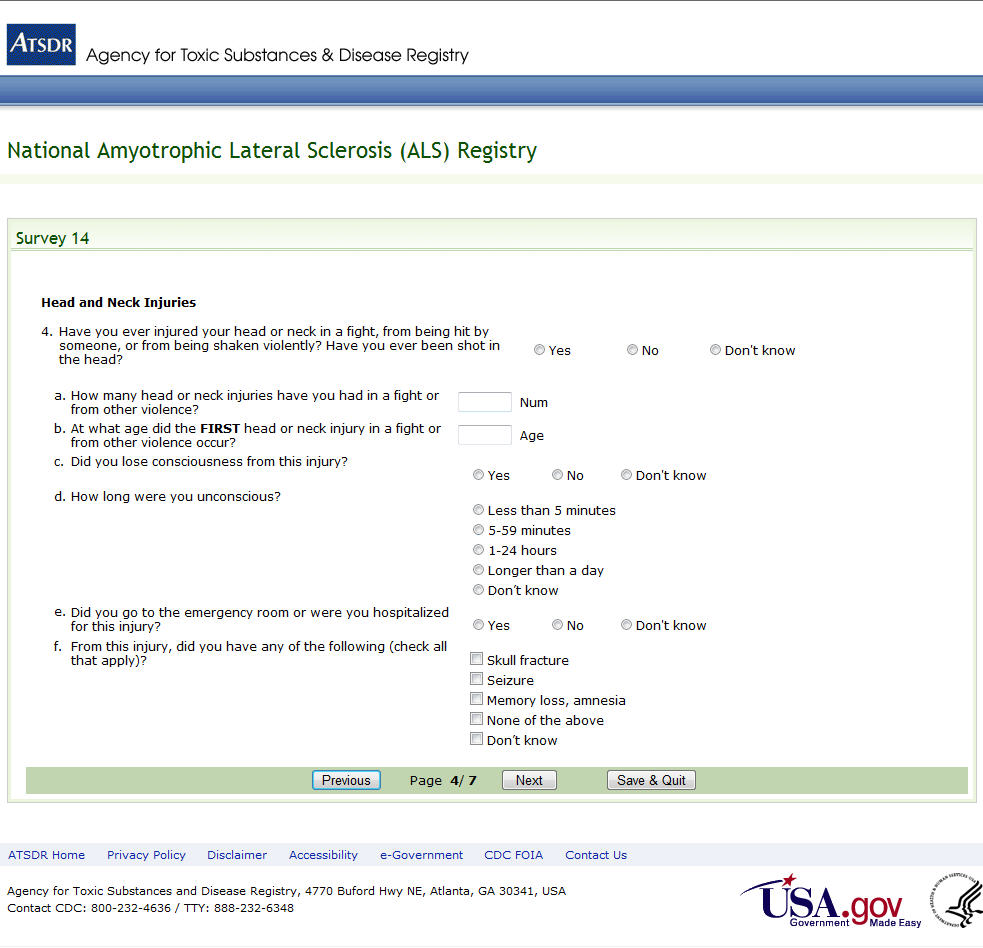 ATSDR
Agency for Toxic Substances & Disease Registry
National Amyotrophic Lateral Sclerosis (ALS) Registry
Survey 14
Head and Neck Injuries
4. Have you ever injured your head or neck in a fight, from being hit by
someone, or from being shaken violently? Have you ever been shot in
the head?
Yes No Don't know
a. How many head or neck injuries have you had in a fight or
from other violence?
Num
b. At what age did the FIRST head or neck injury in a fight or
from other violence occur?
Age
c. Did you lose consciousness from this injury?
Yes No Don't know
d. How long were you unconscious?
Less than 5 minutes
5-59 minutes
1-24 hours
Longer than a day
Don't know
e. Did you go to the emergency room or were you hospitalized
for this injury?
Yes No Don't know
f. From this injury, did you have any of the following (check all
that apply)?
Skull fracture
Seizure
Memory loss, amnesia
None of the above
Don't know
Previous Page 4/ 7 Next Save & Quit
ATSDR Home Privacy Policy Disclaimer Accessibility e-Government CDC FOIA Contact Us
Agency for Toxic Substances and Disease Registry, 4770 Buford Hwy NE, Atlanta, GA 30341, USA
Contact CDC: 800-232-4636 / TTY: 888-232-6348
USA.gov
Government Made Easy